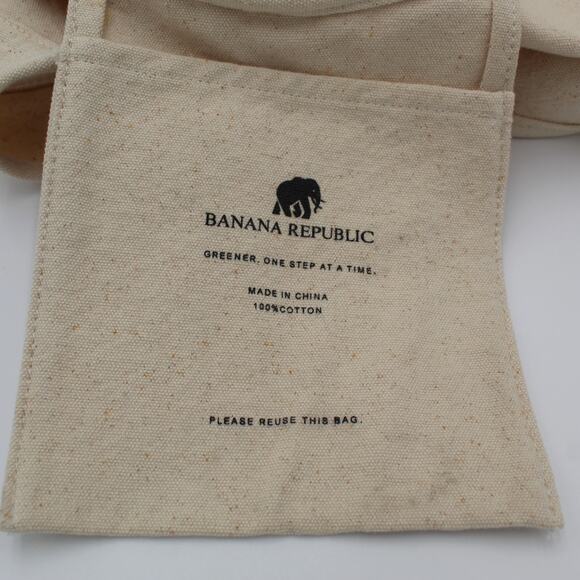 BANANA REPUBLIC
GREENER, ONE STEP AT A TIME.
MADE IN CHINA
100%COTTON
PLEASE REUSE THIS BAG.